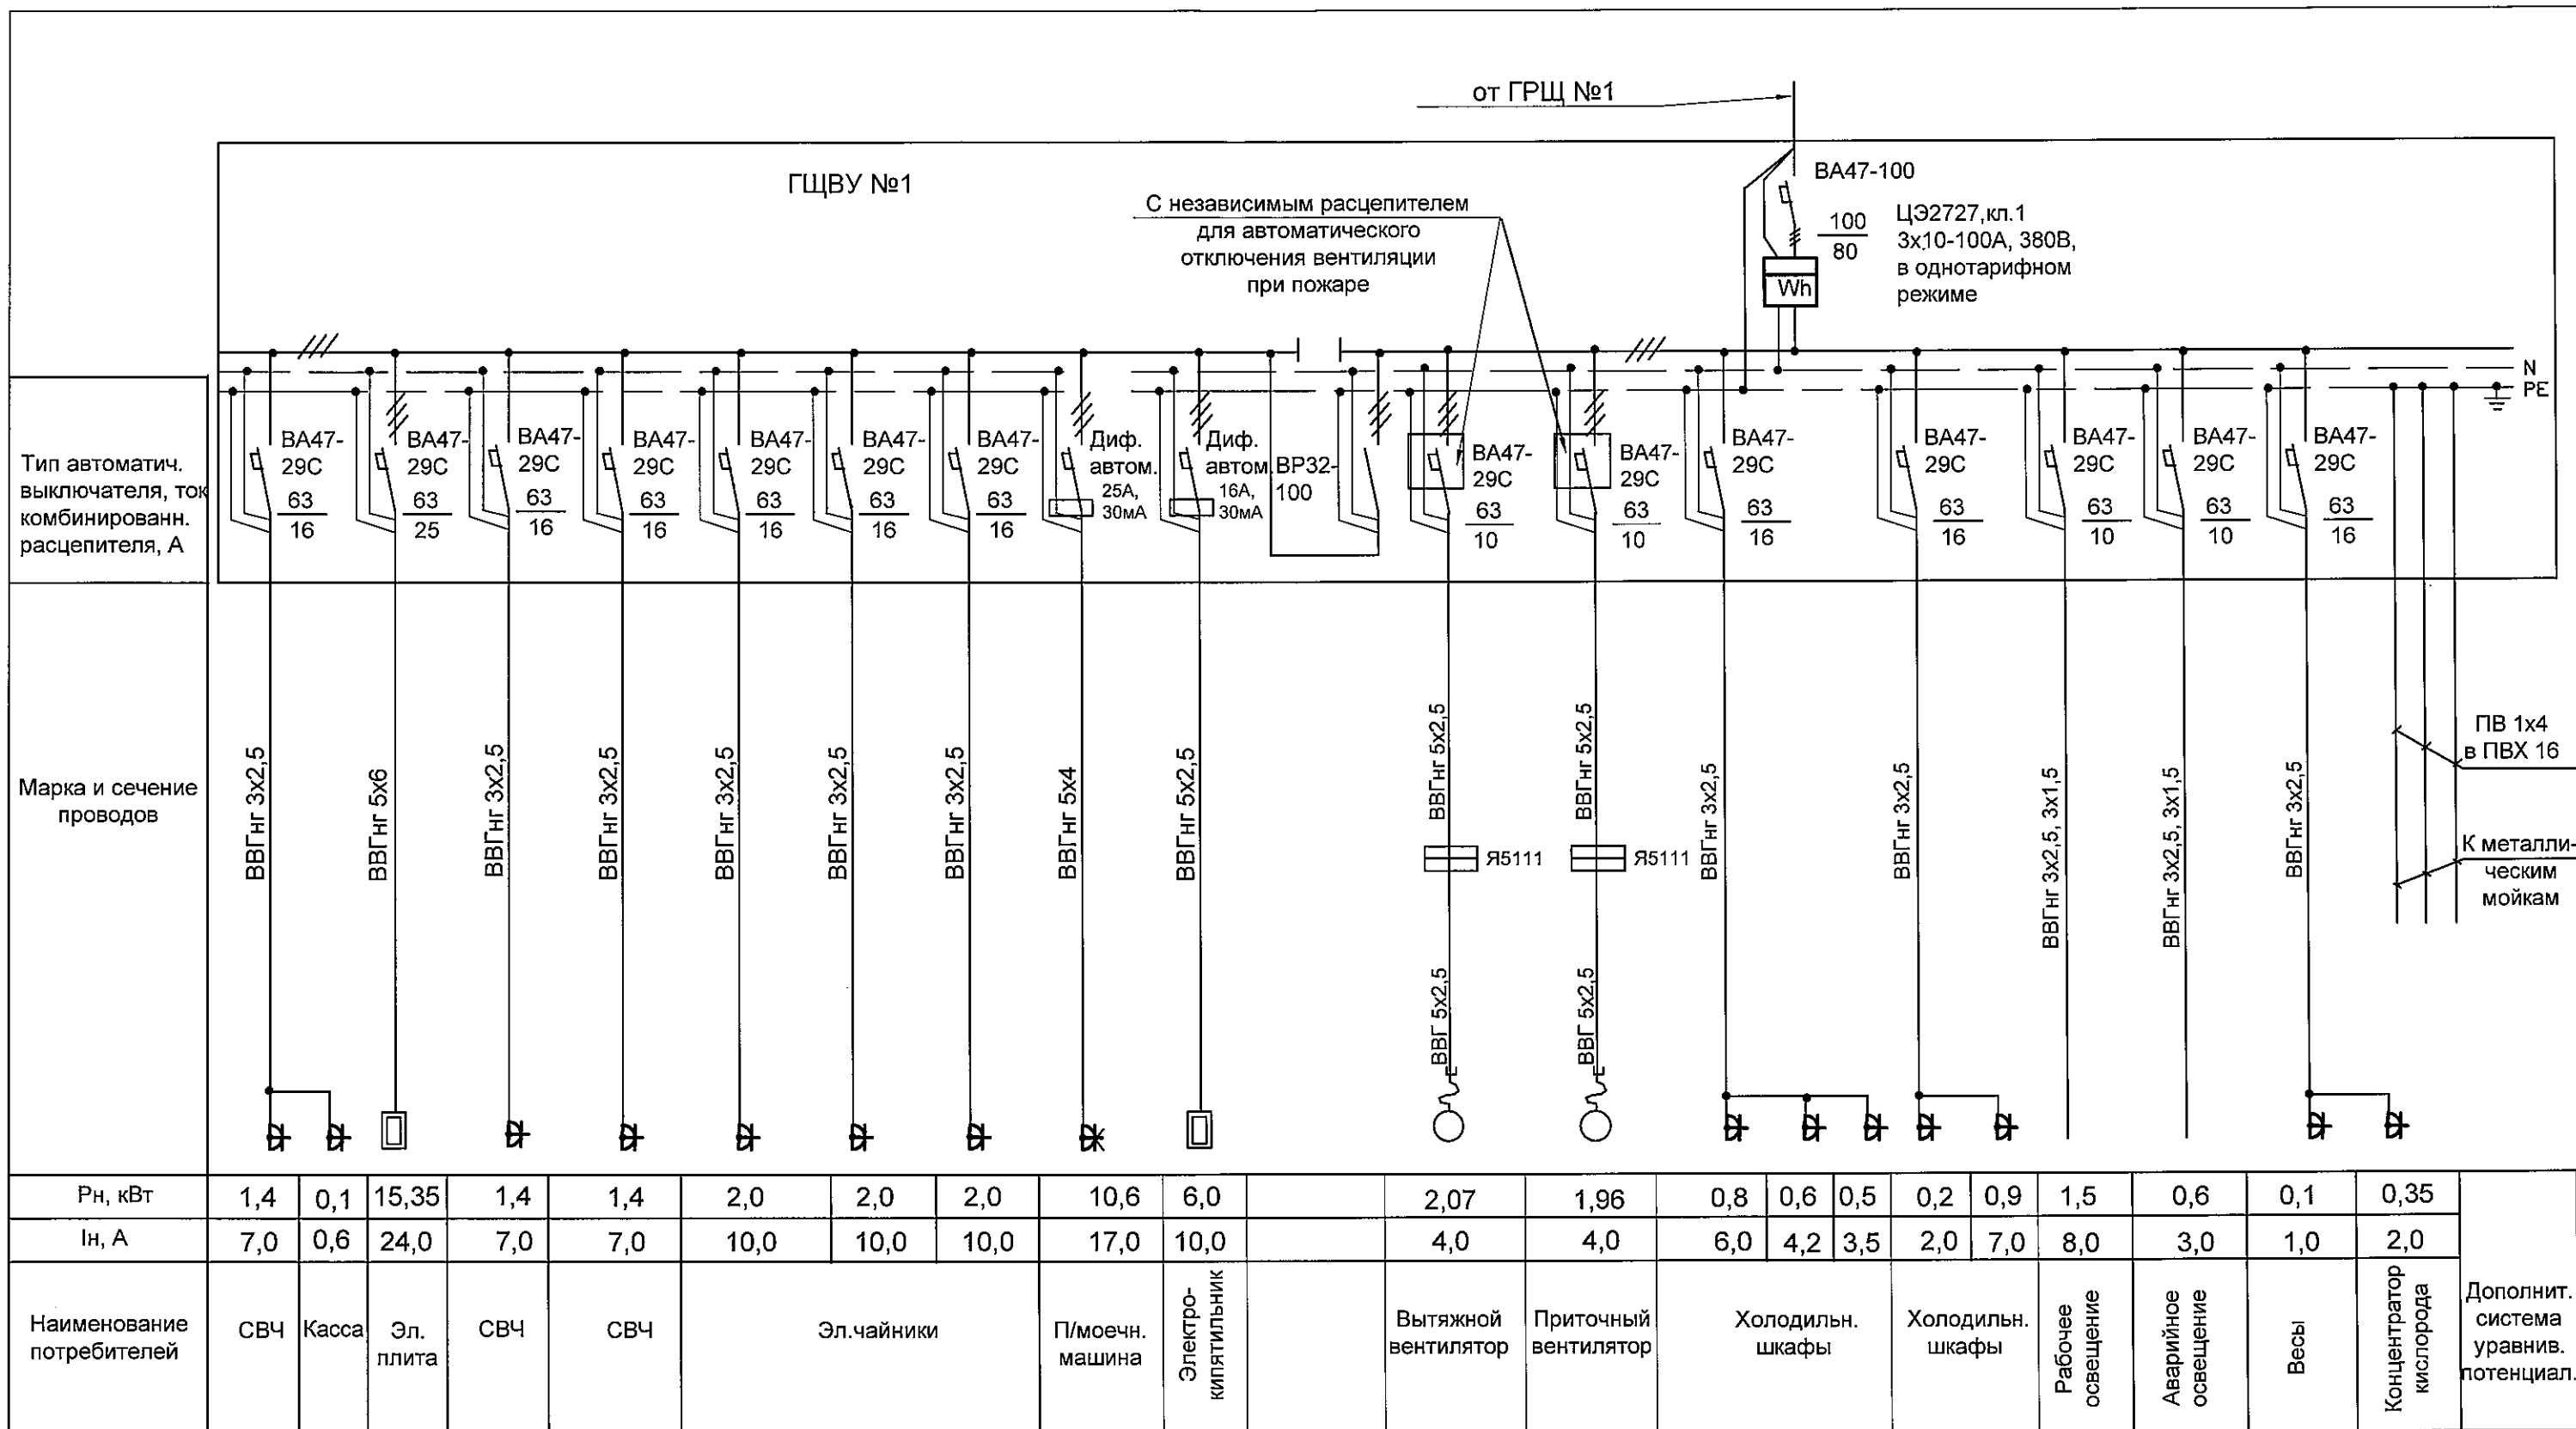 от ГРЩ №1
ГЩВУ №1
ВА47-100
100
80
ЦЭ2727,кл.1
3х10-100А, 380В,
в однотарифном
режиме
Wh
С независимым расцепителем
для автоматического
отключения вентиляции
при пожаре
N
PE
Тип автоматич.
выключателя, ток
комбинированн.
расцепителя, А
ВА47-
29С
63
16
ВА47-
29С
63
25
ВА47-
29С
63
16
ВА47-
29С
63
16
ВА47-
29С
63
16
ВА47-
29С
63
16
ВА47-
29С
63
16
Диф.
автом.
25А,
30мА
Диф.
автом.
16А,
30мА
ВР32-
100
ВА47-
29С
63
10
ВА47-
29С
63
10
ВА47-
29С
63
16
ВА47-
29С
63
16
ВА47-
29С
63
10
ВА47-
29С
63
10
ВА47-
29С
63
16
Марка и сечение
проводов
ВВГнг 3х2,5
ВВГнг 5х6
ВВГнг 3х2,5
ВВГнг 3х2,5
ВВГнг 3х2,5
ВВГнг 3х2,5
ВВГнг 3х2,5
ВВГнг 5х4
ВВГнг 5х2,5
ВВГнг 5х2,5
Я5111
ВВГ 5х2,5
ВВГнг 5х2,5
Я5111
ВВГ 5х2,5
ВВГнг 3х2,5
ВВГнг 3х2,5
ВВГнг 3х2,5, 3х1,5
ВВГнг 3х2,5, 3х1,5
ВВГнг 3х2,5
ПВ 1х4
в ПВХ 16
К металли-
ческим
мойкам
Рн, кВт 1,4 0,1 15,35 1,4 1,4 2,0 2,0 2,0 10,6 6,0 2,07 1,96 0,8 0,6 0,5 0,2 0,9 1,5 0,6 0,1 0,35
Iн, А 7,0 0,6 24,0 7,0 7,0 10,0 10,0 10,0 17,0 10,0 4,0 4,0 6,0 4,2 3,5 2,0 7,0 8,0 3,0 1,0 2,0
Наименование
потребителей
СВЧ
Касса
Эл.
плита
СВЧ
СВЧ
Эл.чайники
П/моечн.
машина
Электро-
кипятильник
Вытяжной
вентилятор
Приточный
вентилятор
Холодильн.
шкафы
Холодильн.
шкафы
Рабочее
освещение
Аварийное
освещение
Весы
Концентратор
кислорода
Дополнит.
система
уравнив.
потенциал.